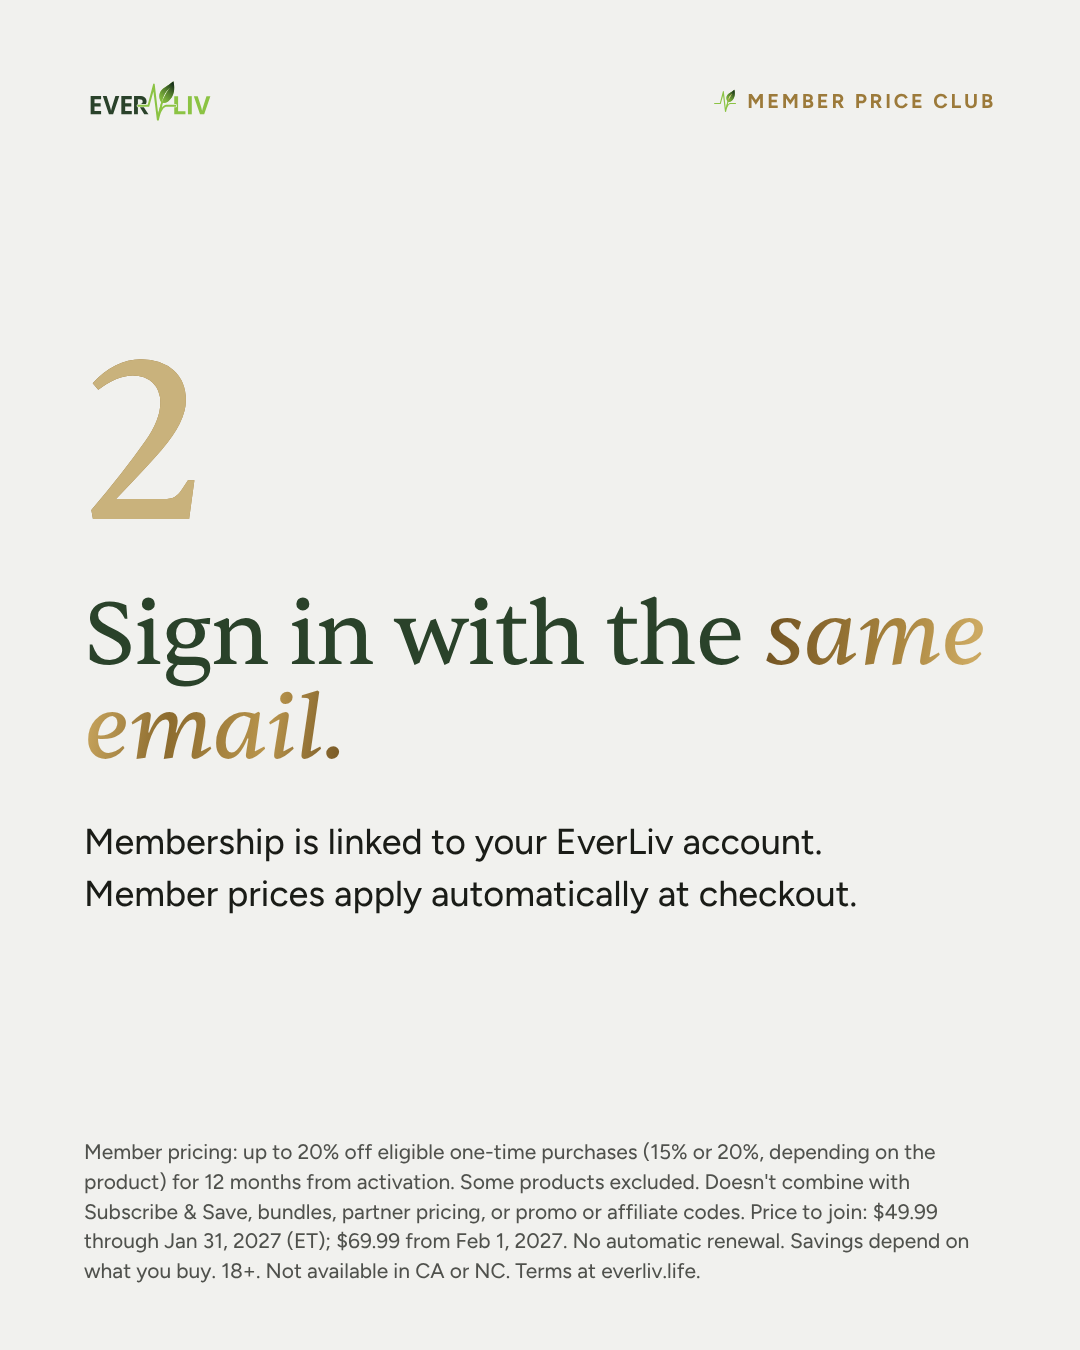 EVERLIV
MEMBER PRICE CLUB
2
Sign in with the same
email.
Membership is linked to your EverLiv account.
Member prices apply automatically at checkout.
Member pricing: up to 20% off eligible one-time purchases (15% or 20%, depending on the
product) for 12 months from activation. Some products excluded. Doesn't combine with
Subscribe & Save, bundles, partner pricing, or promo or affiliate codes. Price to join: $49.99
through Jan 31, 2027 (ET); $69.99 from Feb 1, 2027. No automatic renewal. Savings depend on
what you buy. 18+. Not available in CA or NC. Terms at everliv.life.